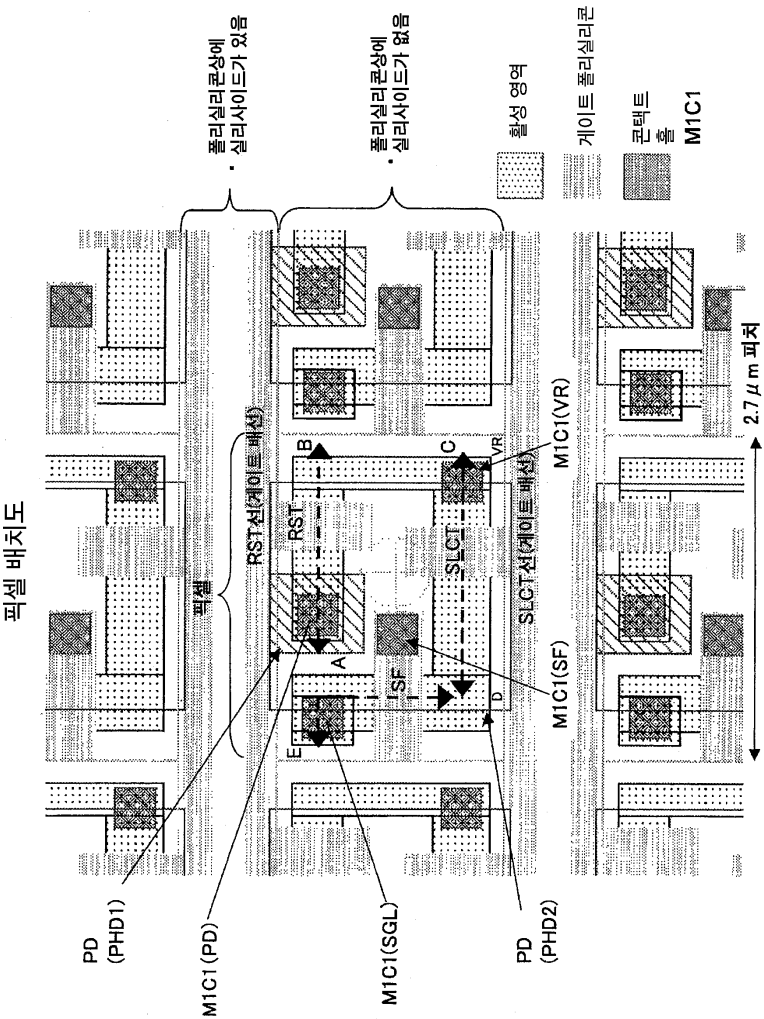 픽셀 배치도
픽셀
RST선(게이트 배선)
RST
B
A
SF
E
SLCT
C
VR
D
SLCT선(게이트 배선)
PD
(PHD1)
M1C1 (PD)
M1C1(SGL)
PD
(PHD2)
M1C1(SF)
M1C1(VR)
2.7μm 피치
· 폴리실리콘상에
실리사이드가 있음
· 폴리실리콘상에
실리사이드가 없음
활성 영역
게이트 폴리실리콘
콘택트
홀
M1C1